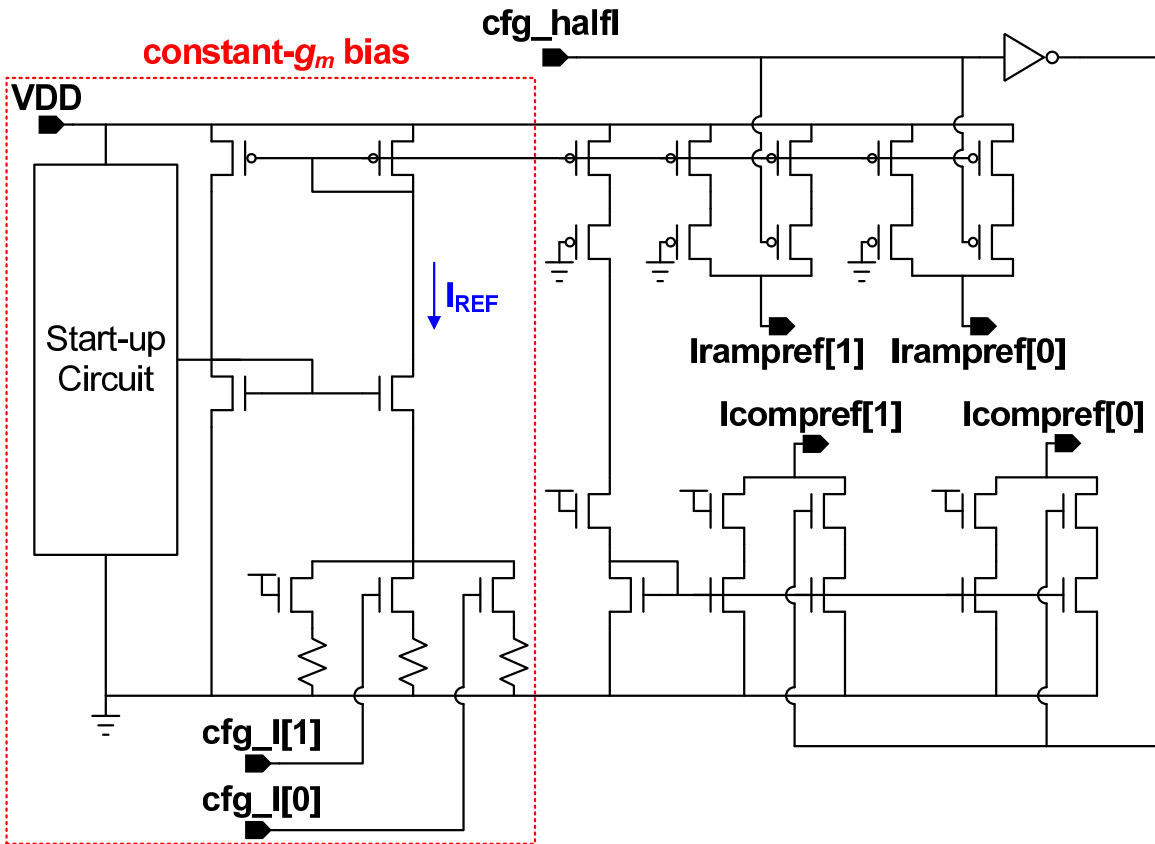 cfg_halfI
constant-gm bias
VDD
IREF
Start-up
Circuit
Irampref[1]
Irampref[0]
Icompref[1]
Icompref[0]
cfg_I[1]
cfg_I[0]